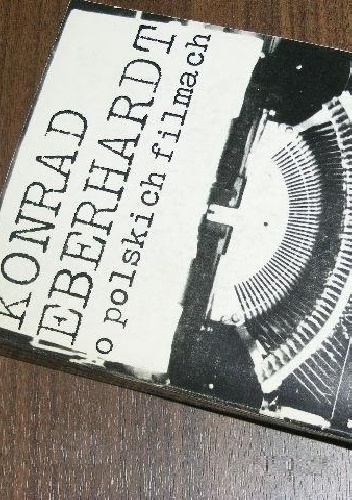 KONRAD
EBERHARDT
o polskich filmach